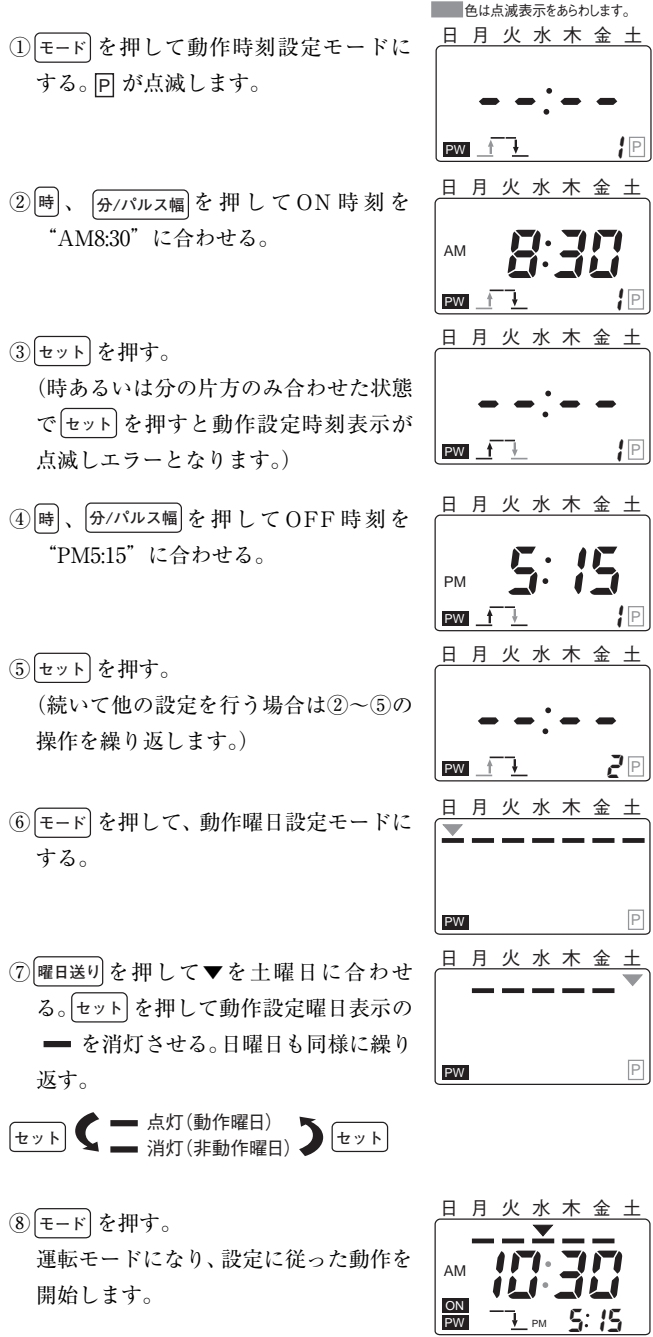 色は点滅表示をあらわします。
①モード を押して動作時刻設定モードに
する。P が点滅します。
日 月 火 水 木 金 土
--:--
PW 1 P
②時、分/パルス幅を押してON時刻を
“AM8:30”に合わせる。
日 月 火 水 木 金 土
AM 8:30
PW 1 P
③セット を押す。
(時あるいは分の片方のみ合わせた状態
でセット を押すと動作設定時刻表示が
点滅しエラーとなります。)
日 月 火 水 木 金 土
--:--
PW 1 P
④時、分/パルス幅を押してOFF時刻を
“PM5:15”に合わせる。
日 月 火 水 木 金 土
PM 5:15
PW 1 P
⑤セット を押す。
(続いて他の設定を行う場合は②~⑤の
操作を繰り返します。)
日 月 火 水 木 金 土
--:--
PW 2 P
⑥モード を押して、動作曜日設定モードに
する。
日 月 火 水 木 金 土
PW P
⑦曜日送り を押して▼を土曜日に合わせ
る。セット を押して動作設定曜日表示の
━ を消灯させる。日曜日も同様に繰り
返す。
日 月 火 水 木 金 土
PW P
セット ━ 点灯(動作曜日) セット
━ 消灯(非動作曜日)
⑧モード を押す。
運転モードになり、設定に従った動作を
開始します。
日 月 火 水 木 金 土
AM 10:30
ON
PW PM 5:15